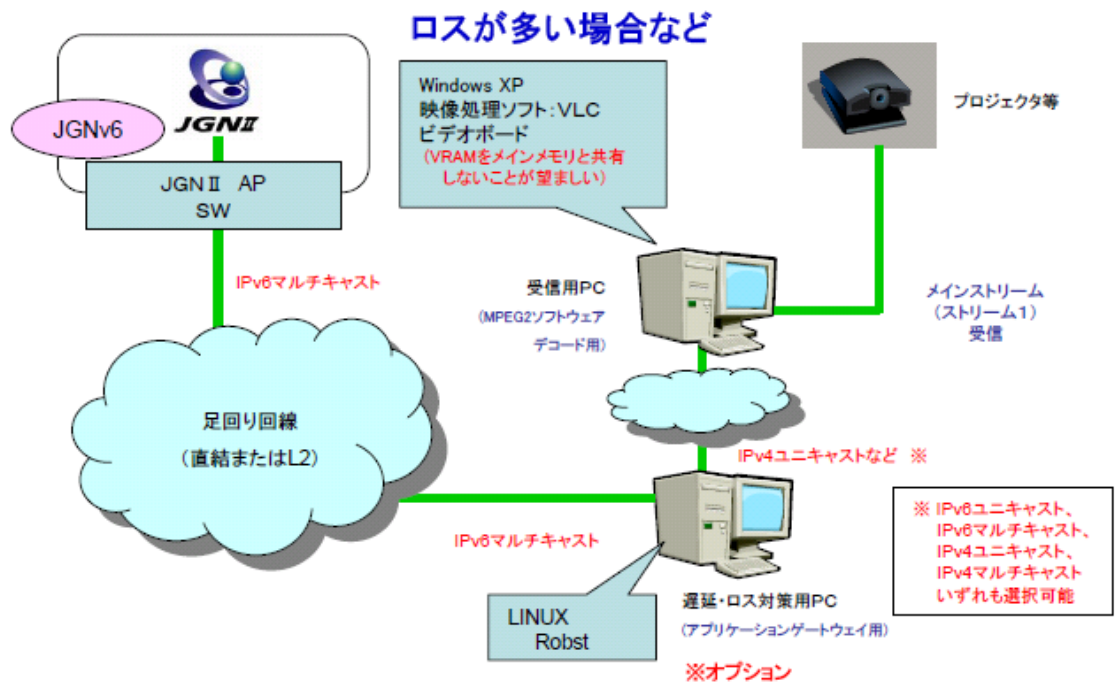 ロスが多い場合など
JGNⅡ
JGNv6
JGNⅡ AP
SW
Windows XP
映像処理ソフト：VLC
ビデオボード
（VRAMをメインメモリと共有
しないことが望ましい）
プロジェクタ等
IPv6マルチキャスト
受信用PC
（MPEG2ソフトウェア
デコード用）
メインストリーム
（ストリーム１）
受信
足回り回線
（直結またはL2）
IPv4ユニキャストなど ※
IPv6マルチキャスト
※ IPv6ユニキャスト、
IPv6マルチキャスト、
IPv4ユニキャスト、
IPv4マルチキャスト
いずれも選択可能
LINUX
Robst
遅延・ロス対策用PC
（アプリケーションゲートウェイ用）
※オプション